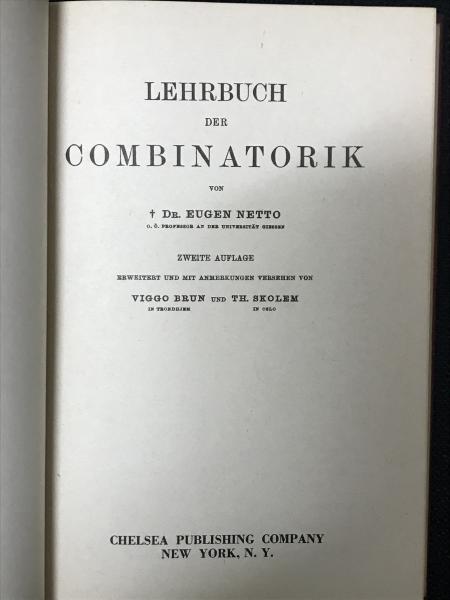 LEHRBUCH
DER
COMBINATORIK
VON
† DR. EUGEN NETTO
O. Ö. PROFESSOR AN DER UNIVERSITÄT GIESSEN
ZWEITE AUFLAGE
ERWEITERT UND MIT ANMERKUNGEN VERSEHEN VON
VIGGO BRUN UND TH. SKOLEM
IN TRONDHJEM IN OSLO
CHELSEA PUBLISHING COMPANY
NEW YORK, N. Y.